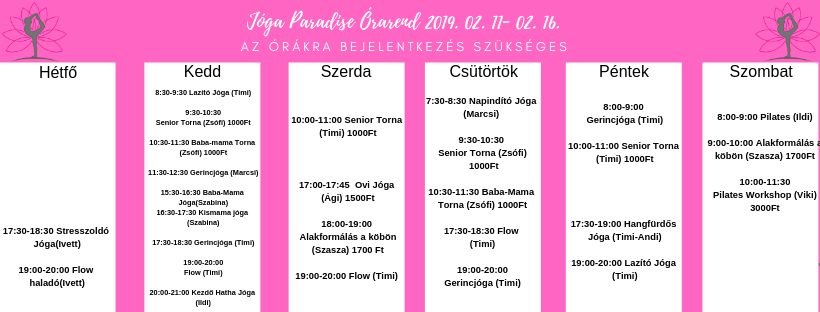 Jóga Paradise Órarend 2019. 02. 11- 02. 16.
AZ ÓRÁKRA BEJELENTKEZÉS SZÜKSÉGES
Hétfő
17:30-18:30 Stresszoldó
Jóga(Ivett)
19:00-20:00 Flow
haladó(Ivett)
Kedd
8:30-9:30 Lazító Jóga (Timi)
9:30-10:30
Senior Torna (Zsófi) 1000Ft
10:30-11:30 Baba-mama Torna
(Zsófi) 1000Ft
11:30-12:30 Gerincjóga (Marcsi)
15:30-16:30 Baba-Mama
Jóga(Szabina)
16:30-17:30 Kismama jóga
(Szabina)
17:30-18:30 Gerincjóga (Timi)
19:00-20:00
Flow (Timi)
20:00-21:00 Kezdő Hatha Jóga
(Ildi)
Szerda
10:00-11:00 Senior Torna
(Timi) 1000Ft
17:00-17:45 Ovi Jóga
(Ági) 1500Ft
18:00-19:00
Alakformálás a köbön
(Szasza) 1700 Ft
19:00-20:00 Flow (Timi)
Csütörtök
7:30-8:30 Napindító Jóga
(Marcsi)
9:30-10:30
Senior Torna (Zsófi)
1000Ft
10:30-11:30 Baba-Mama
Torna (Zsófi) 1000Ft
17:30-18:30 Flow
(Timi)
19:00-20:00
Gerincjóga (Timi)
Péntek
8:00-9:00
Gerincjóga (Timi)
10:00-11:00 Senior Torna
(Timi) 1000Ft
17:30-19:00 Hangfürdős
Jóga (Timi-Andi)
19:00-20:00 Lazító Jóga
(Timi)
Szombat
8:00-9:00 Pilates (Ildi)
9:00-10:00 Alakformálás a
köbön (Szasza) 1700Ft
10:00-11:30
Pilates Workshop (Viki)
3000Ft